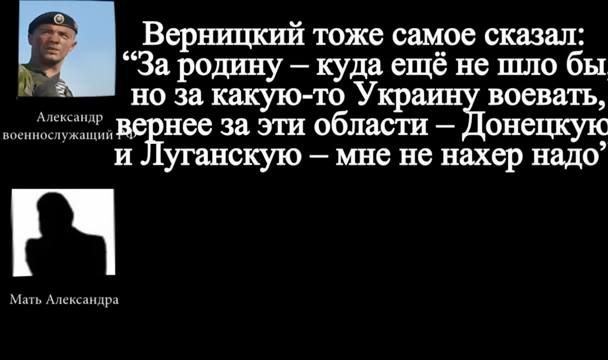 Верницкий тоже самое сказал:
“За родину – куда ещё не шло бы,
но за какую-то Украину воевать,
вернее за эти области – Донецкую
и Луганскую – мне не нахер надо”
Александр
военнослужащий РФ
Мать Александра